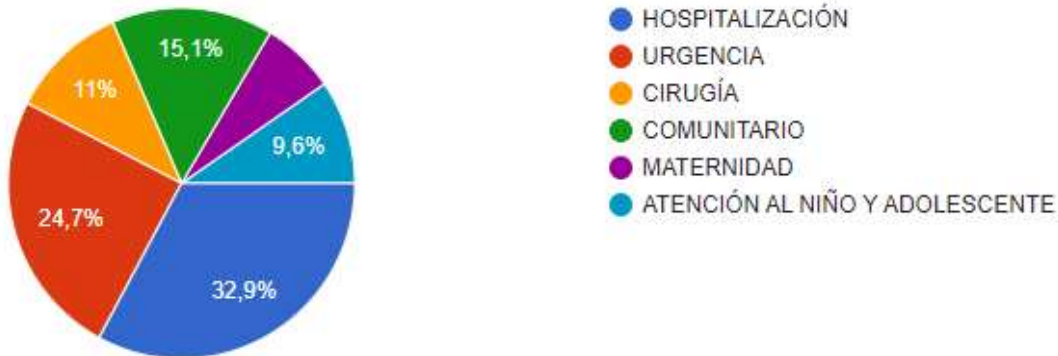 15,1%
11%
9,6%
24,7%
32,9%
HOSPITALIZACIÓN
URGENCIA
CIRUGÍA
COMUNITARIO
MATERNIDAD
ATENCIÓN AL NIÑO Y ADOLESCENTE